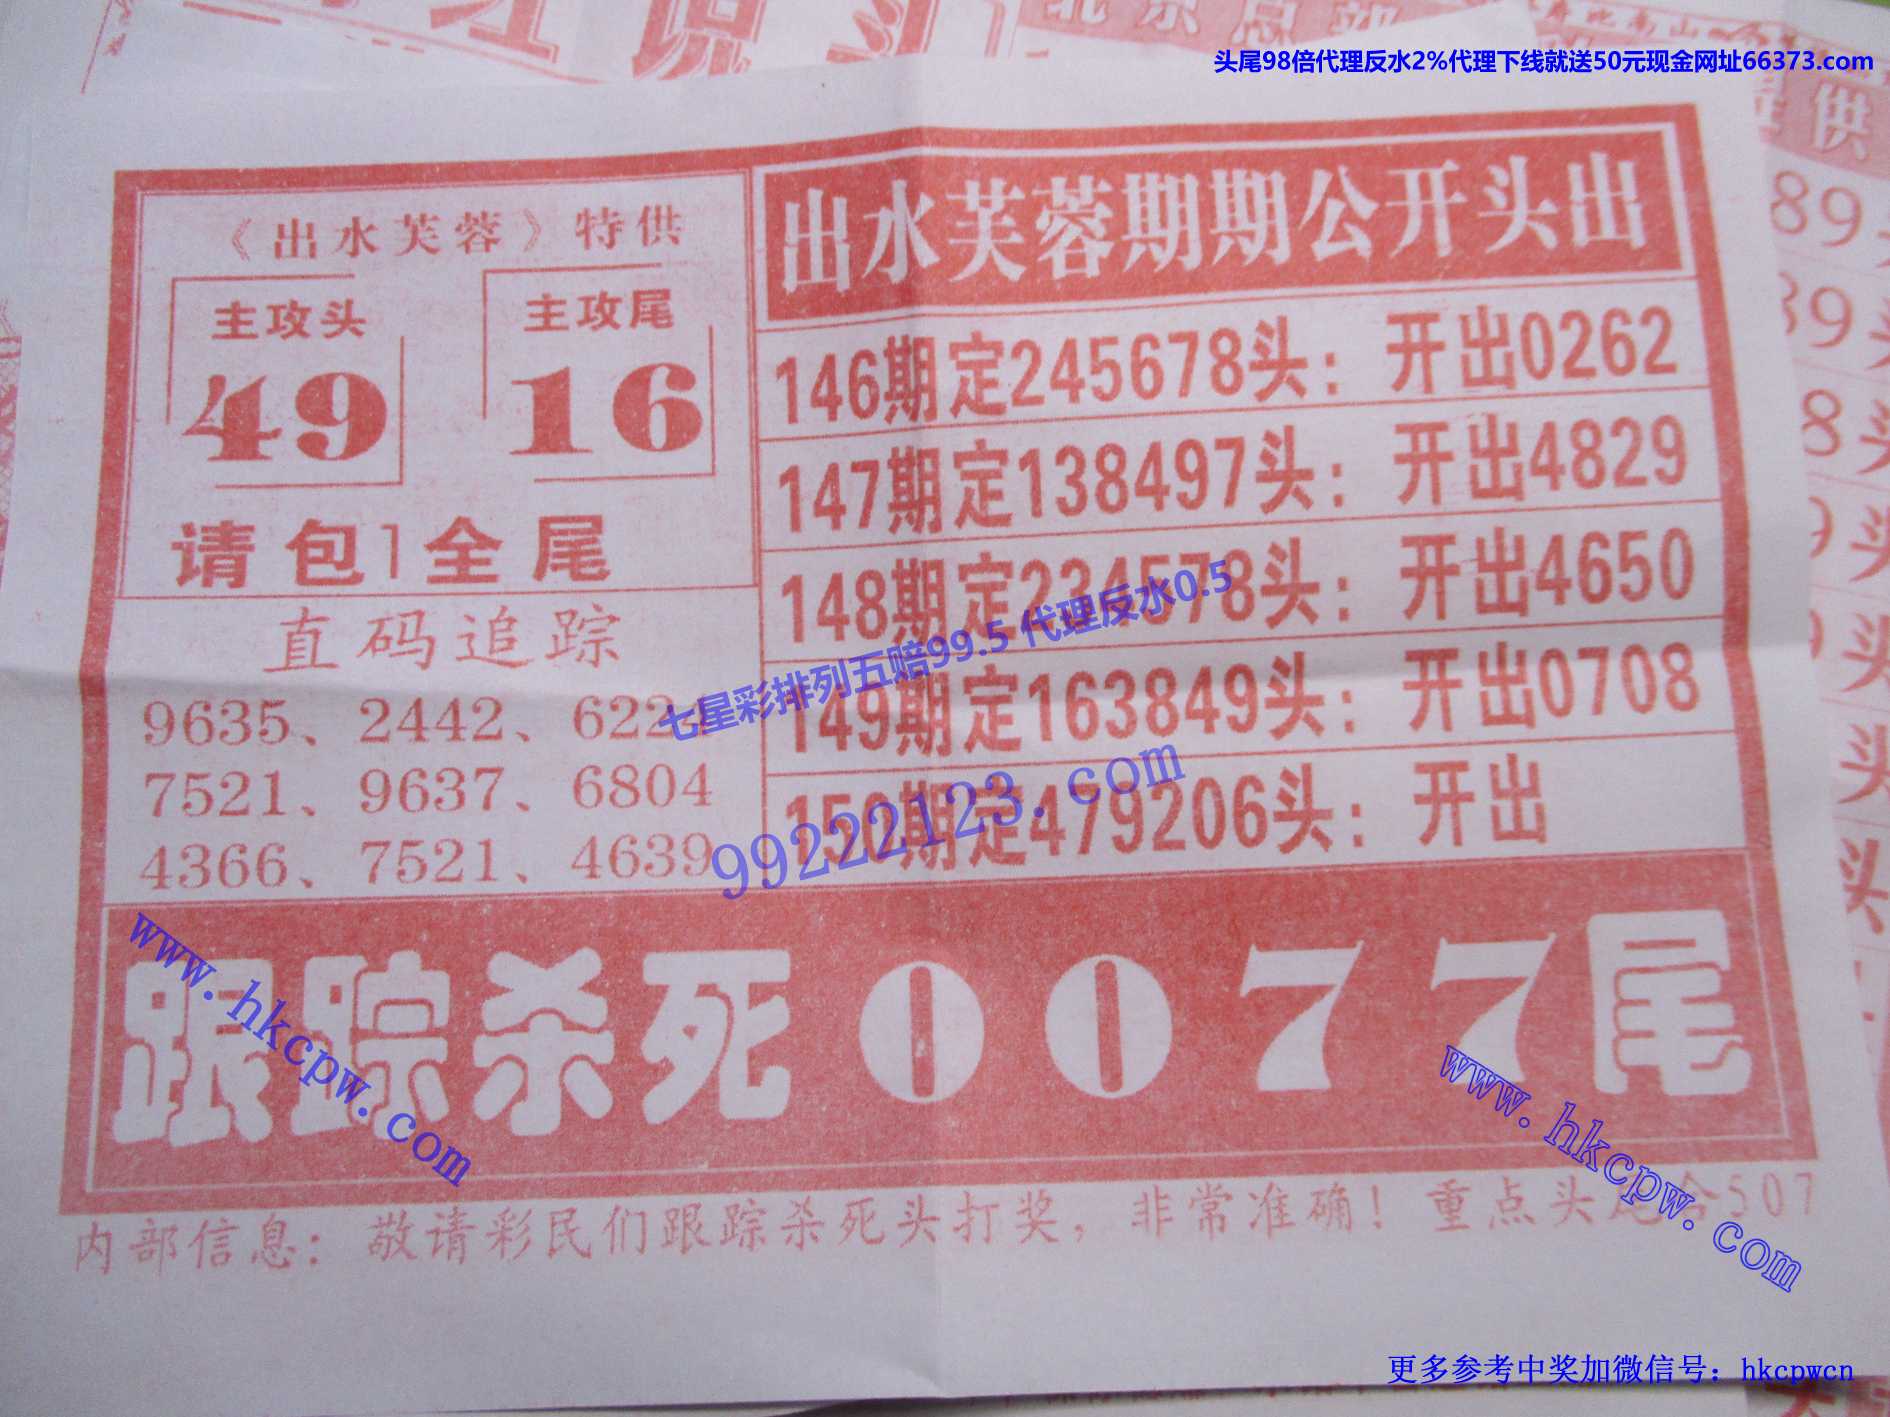 头尾98倍代理反水2%代理下线就送50元现金网址66373.com
北京总部
供
《出水芙蓉》特供
主攻头
49
主攻尾
16
请包1全尾
直码追踪
9635、2442、622
7521、9637、6804
4366、7521、4639
出水芙蓉期期公开头出
146期定245678头：开出0262
147期定138497头：开出4829
148期定234578头：开出4650
149期定163849头：开出0708
150期定479206头：开出
七星彩排列五赔99.5 代理反水0.5
99222123.com
跟踪杀死0077尾
www.hkcpw.com
www.hkcpw.com
内部信息：敬请彩民们跟踪杀死头打奖，非常准确！重点头尾合507
更多参考中奖加微信号：hkcpwcn